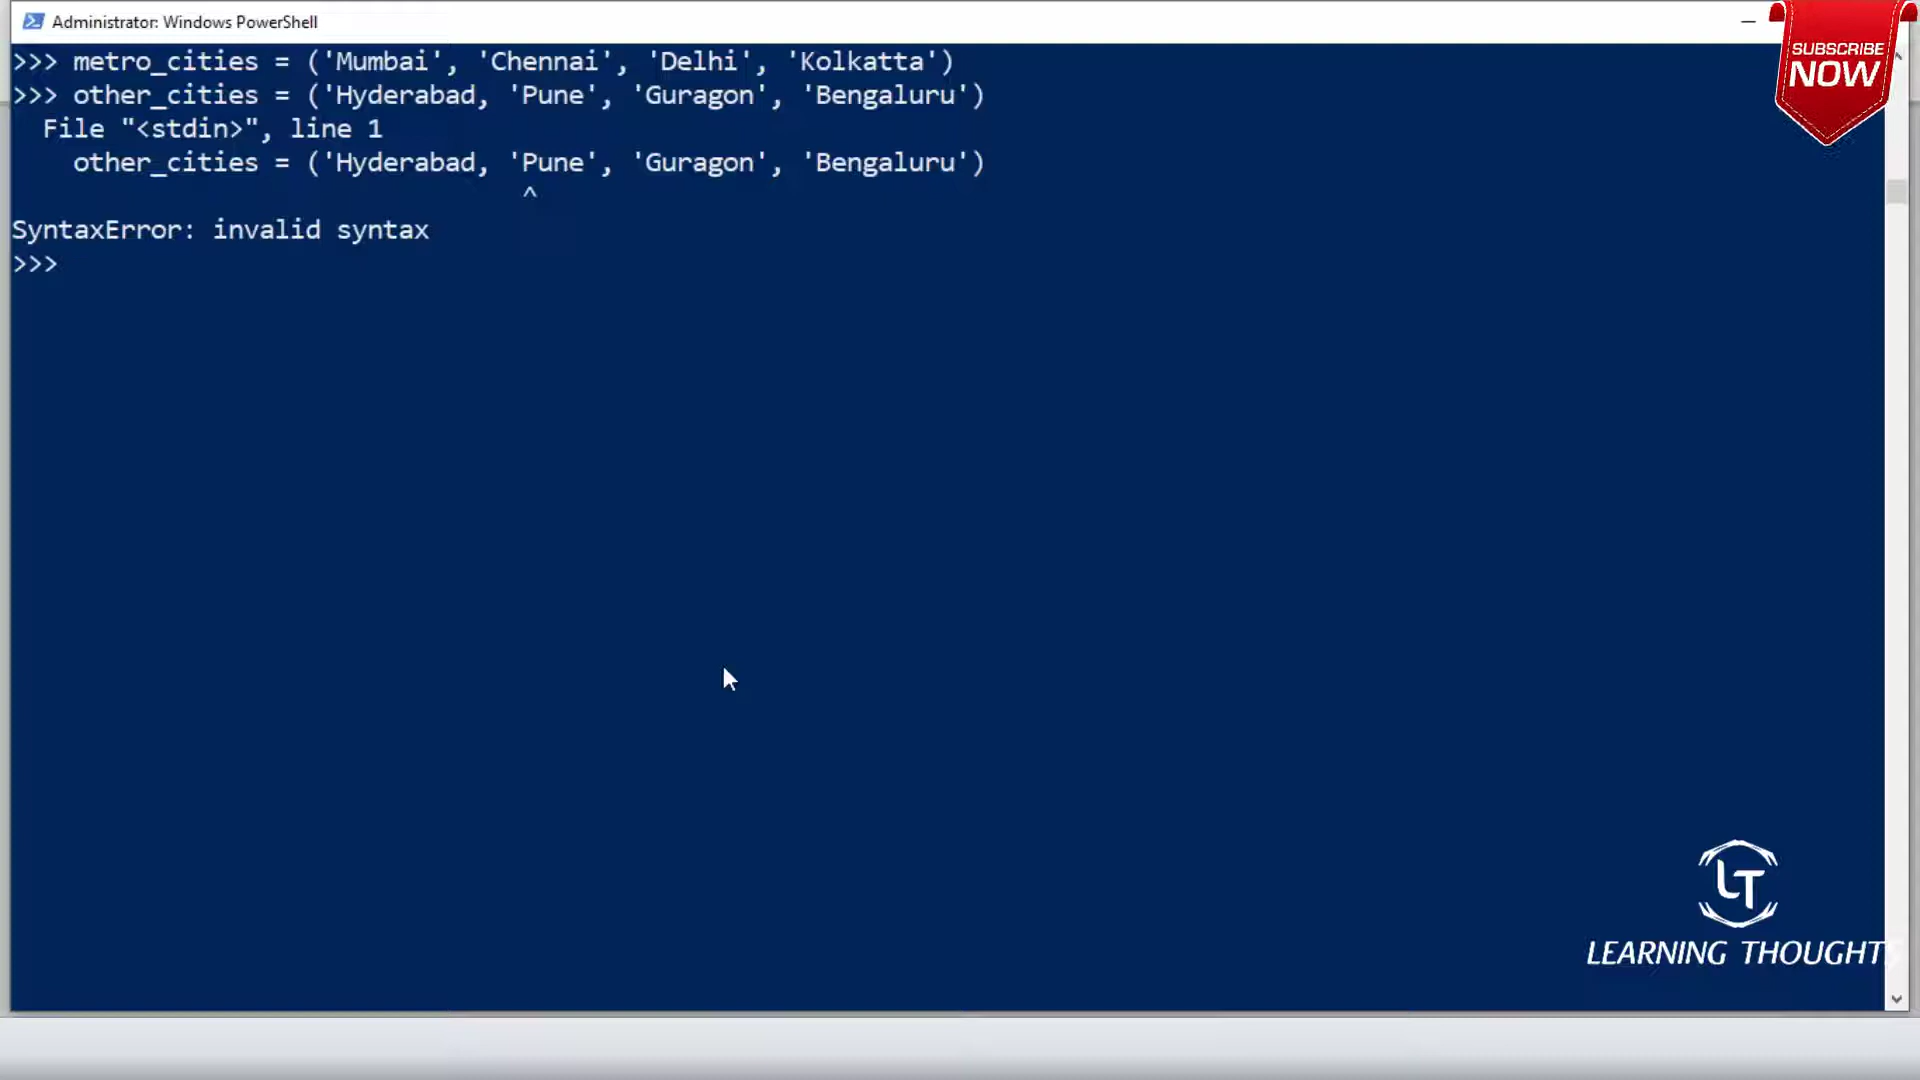 Administrator: Windows PowerShell
>>> metro_cities = ('Mumbai', 'Chennai', 'Delhi', 'Kolkatta')
>>> other_cities = ('Hyderabad, 'Pune', 'Guragon', 'Bengaluru')
  File "<stdin>", line 1
    other_cities = ('Hyderabad, 'Pune', 'Guragon', 'Bengaluru')
                                 ^
SyntaxError: invalid syntax
>>>
SUBSCRIBE
NOW
LT
LEARNING THOUGHTS